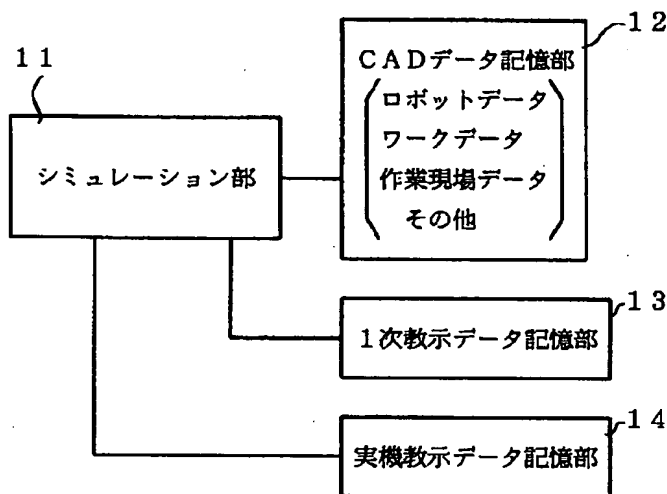 11
シミュレーション部
12
CADデータ記憶部
ロボットデータ
ワークデータ
作業現場データ
その他
13
1次教示データ記憶部
14
実機教示データ記憶部